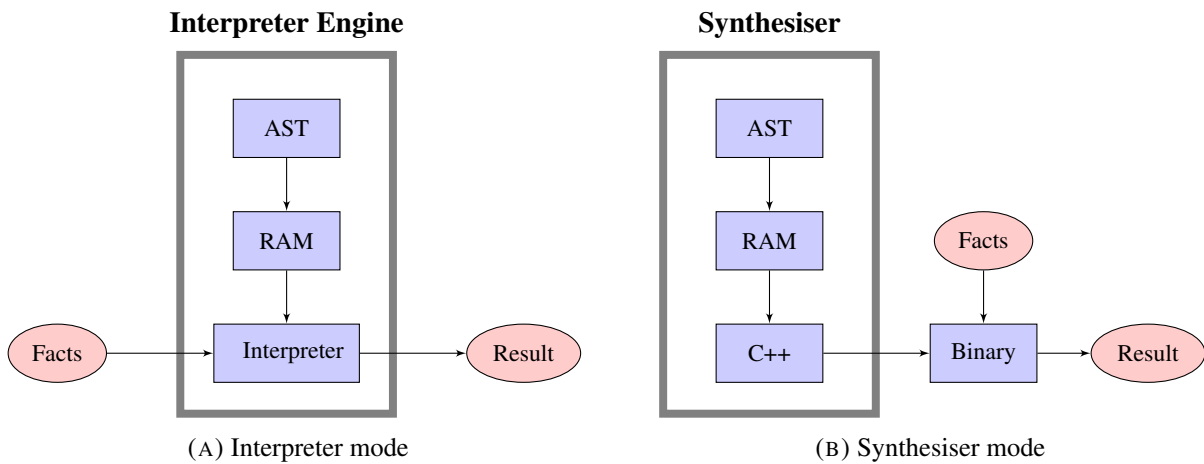 Interpreter Engine
AST
RAM
Facts
Interpreter
Result
(A) Interpreter mode
Synthesiser
AST
RAM
Facts
C++
Binary
Result
(B) Synthesiser mode